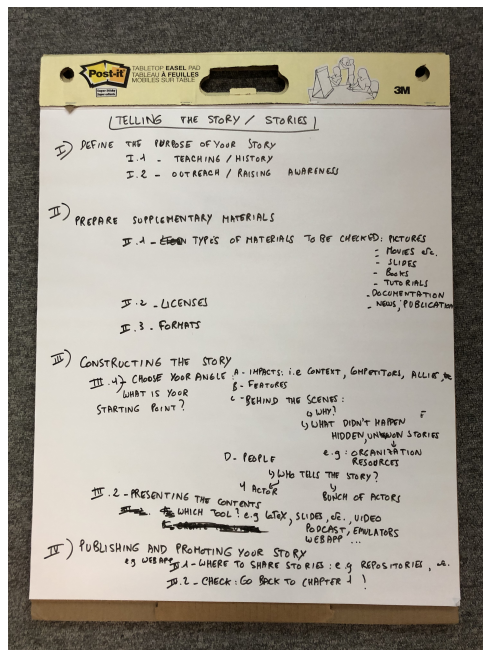 Post-it
TABLETOP EASEL PAD
TABLEAU À FEUILLES
MOBILES SUR TABLE
3M
TELLING THE STORY / STORIES
I) DEFINE THE PURPOSE OF YOUR STORY
I.1 - TEACHING / HISTORY
I.2 - OUTREACH / RAISING AWARENESS
II) PREPARE SUPPLEMENTARY MATERIALS
II.1 - TYPES OF MATERIALS TO BE CHECKED: PICTURES
- MOVIES etc.
- SLIDES
- BOOKS
- TUTORIALS
- DOCUMENTATION
- NEWS, PUBLICATION
II.2 - LICENSES
II.3 - FORMATS
III) CONSTRUCTING THE STORY
III.1) CHOOSE YOUR ANGLE: A - IMPACTS: i.e CONTEXT, COMPETITORS, ALLIES, etc
WHAT IS YOUR B - FEATURES
STARTING POINT? C - BEHIND THE SCENES:
WHY?
WHAT DIDN'T HAPPEN
HIDDEN, UNKNOWN STORIES
e.g: ORGANIZATION
RESOURCES
D - PEOPLE
WHO TELLS THE STORY?
1 ACTOR BUNCH OF ACTORS
III.2 - PRESENTING THE CONTENTS
WHICH TOOL? e.g LaTeX, SLIDES, etc., VIDEO
PODCAST, EMULATORS
WEBAPP ...
IV) PUBLISHING AND PROMOTING YOUR STORY
e.g WEBAPP
IV.1 - WHERE TO SHARE STORIES: e.g REPOSITORIES, etc.
IV.2 - CHECK: GO BACK TO CHAPTER 1!